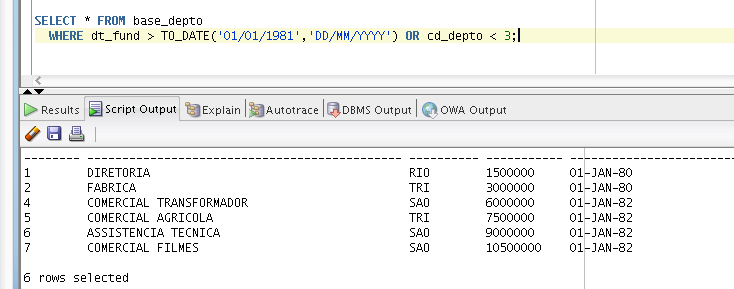 SELECT * FROM base_depto
WHERE dt_fund > TO_DATE('01/01/1981','DD/MM/YYYY') OR cd_depto < 3;
Results Script Output Explain Autotrace DBMS Output OWA Output
-------- ---------------------------------------- ---------- ---------- -------------------------
1 DIRETORIA RIO 1500000 01-JAN-80
2 FABRICA TRI 3000000 01-JAN-80
4 COMERCIAL TRANSFORMADOR SAO 6000000 01-JAN-82
5 COMERCIAL AGRICOLA TRI 7500000 01-JAN-82
6 ASSISTENCIA TECNICA SAO 9000000 01-JAN-82
7 COMERCIAL FILMES SAO 10500000 01-JAN-82
6 rows selected